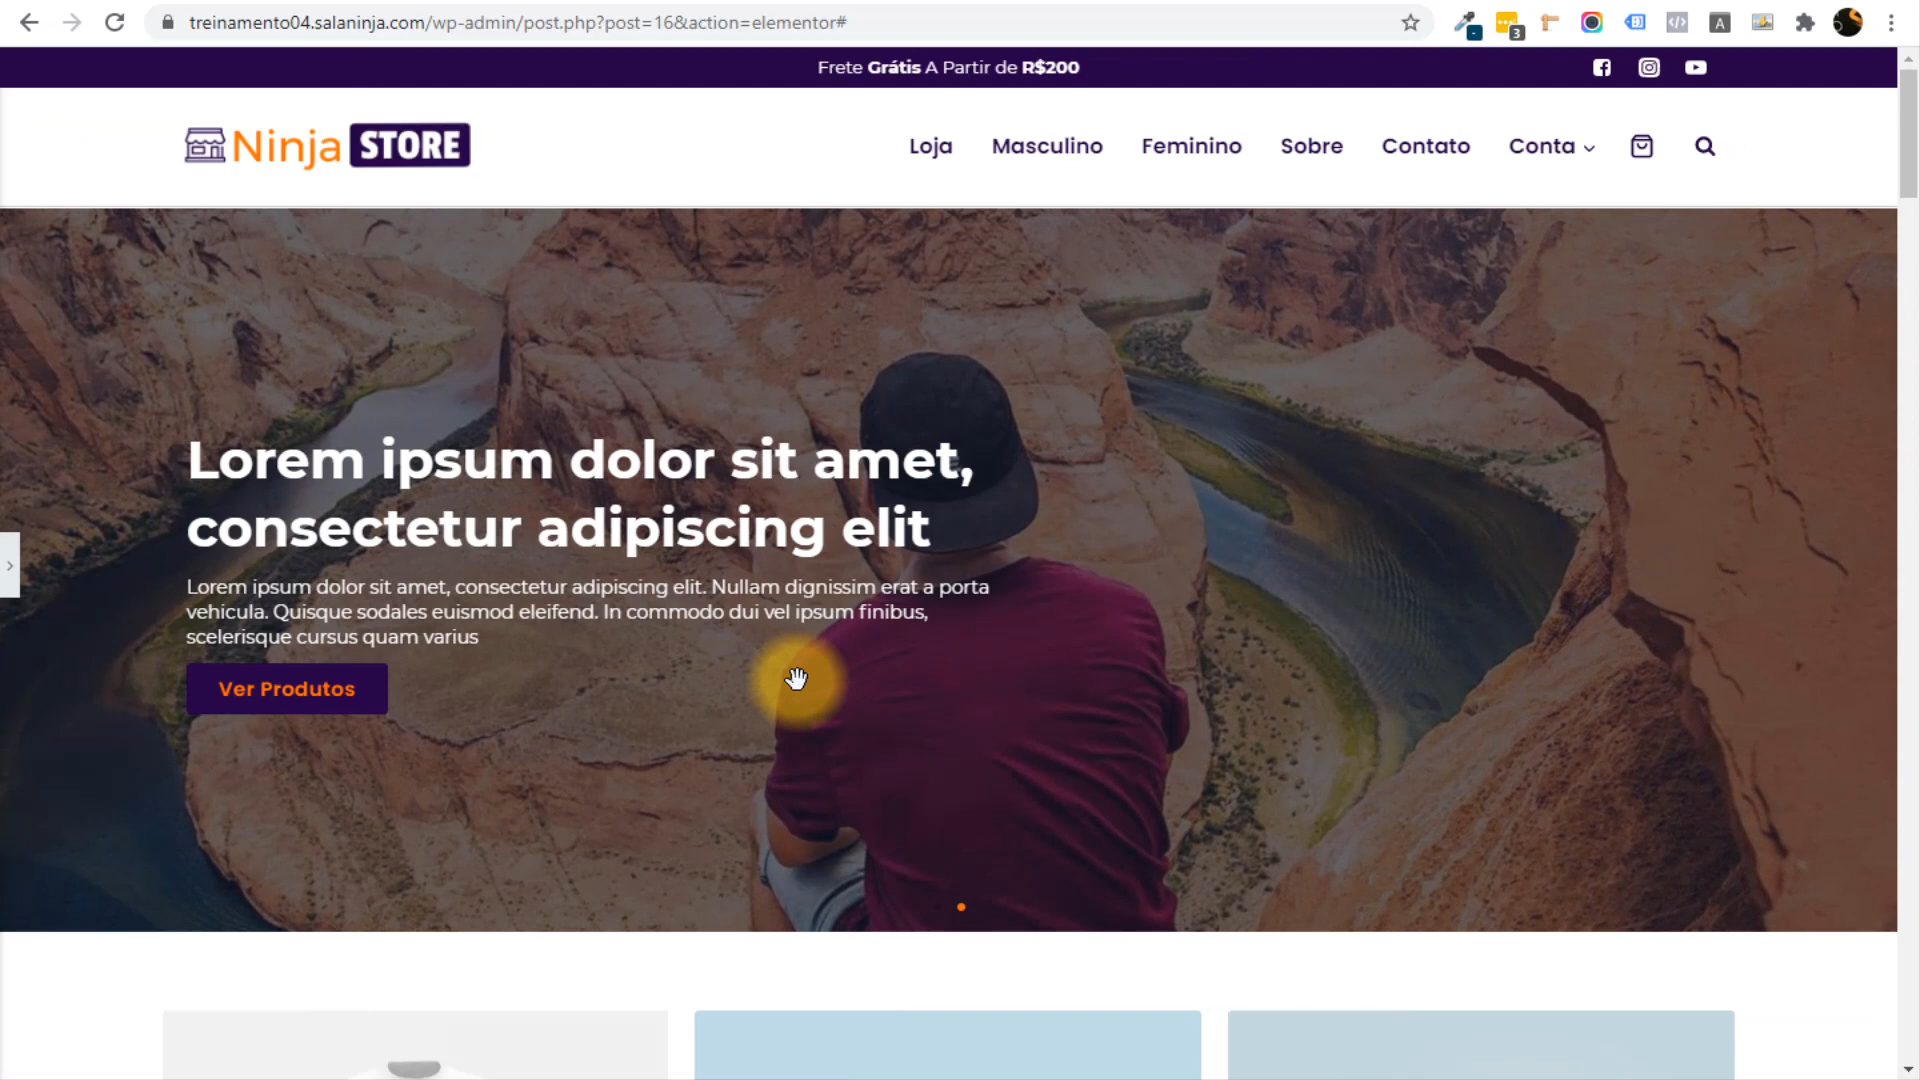 treinamento04.salaninja.com/wp-admin/post.php?post=16&action=elementor#
3
A
Frete Grátis A Partir de R$200
Ninja STORE
Loja Masculino Feminino Sobre Contato Conta
Lorem ipsum dolor sit amet,
consectetur adipiscing elit
Lorem ipsum dolor sit amet, consectetur adipiscing elit. Nullam dignissim erat a porta
vehicula. Quisque sodales euismod eleifend. In commodo dui vel ipsum finibus,
scelerisque cursus quam varius
Ver Produtos